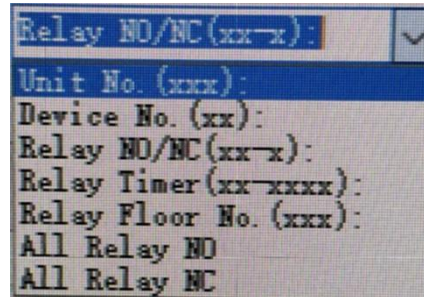 Relay NO/NC(xx-x):
Unit No.(xxx):
Device No.(xx):
Relay NO/NC(xx-x):
Relay Timer(xx-xxxx):
Relay Floor No.(xxx):
All Relay NO
All Relay NC